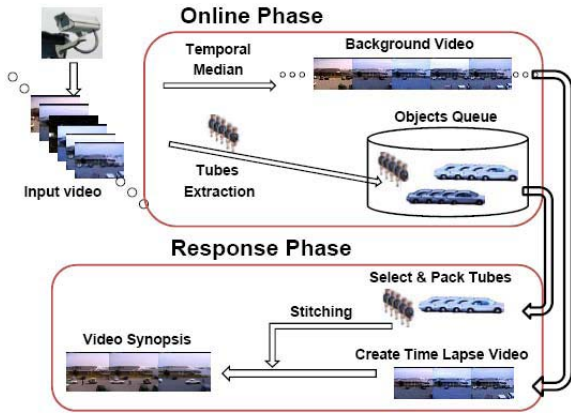 Online Phase
Temporal
Median
Background Video
Input video
Tubes
Extraction
Objects Queue
Response Phase
Select & Pack Tubes
Stitching
Video Synopsis
Create Time Lapse Video